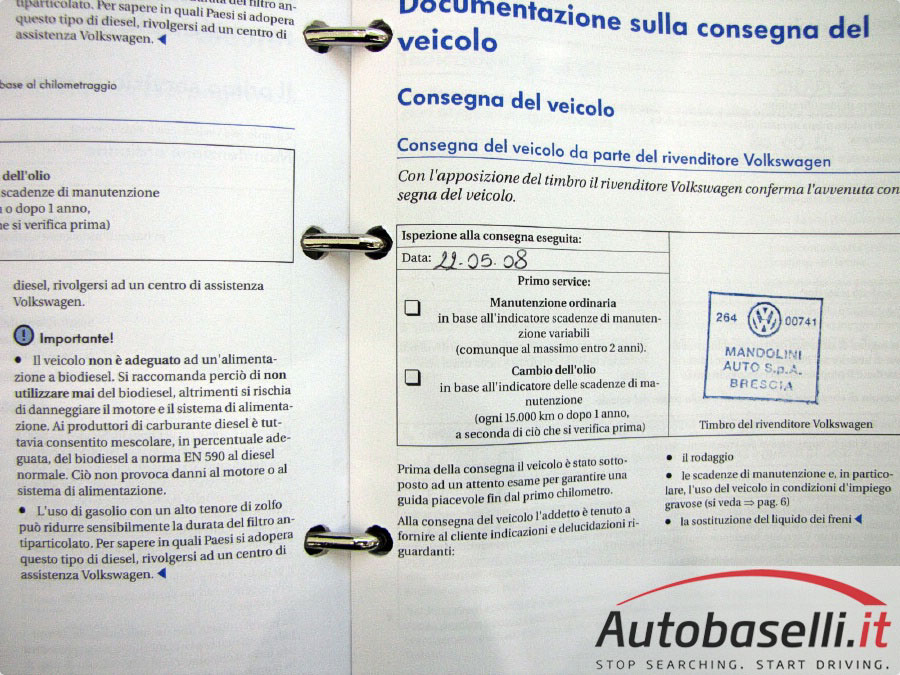 tiparticolato. Per sapere in quali Paesi si adopera
questo tipo di diesel, rivolgersi ad un centro di
assistenza Volkswagen.
base al chilometraggio
dell'olio
scadenze di manutenzione
o dopo 1 anno,
che si verifica prima)
diesel, rivolgersi ad un centro di assistenza
Volkswagen.
Importante!
• Il veicolo non è adeguato ad un'alimenta-
zione a biodiesel. Si raccomanda perciò di non
utilizzare mai del biodiesel, altrimenti si rischia
di danneggiare il motore e il sistema di alimenta-
zione. Ai produttori di carburante diesel è tut-
tavia consentito mescolare, in percentuale ade-
guata, del biodiesel a norma EN 590 al diesel
normale. Ciò non provoca danni al motore o al
sistema di alimentazione.
• L'uso di gasolio con un alto tenore di zolfo
può ridurre sensibilmente la durata del filtro an-
tiparticolato. Per sapere in quali Paesi si adopera
questo tipo di diesel, rivolgersi ad un centro di
assistenza Volkswagen.
Documentazione sulla consegna del
veicolo
Consegna del veicolo
Consegna del veicolo da parte del rivenditore Volkswagen
Con l'apposizione del timbro il rivenditore Volkswagen conferma l'avvenuta con
segna del veicolo.
Ispezione alla consegna eseguita:
Data: 22-05-08
Primo service:
Manutenzione ordinaria
in base all'indicatore scadenze di manuten-
zione variabili
(comunque al massimo entro 2 anni).
Cambio dell'olio
in base all'indicatore delle scadenze di ma-
nutenzione
(ogni 15.000 km o dopo 1 anno,
a seconda di ciò che si verifica prima)
264 00741
MANDOLINI
AUTO S.p.A.
BRESCIA
Timbro del rivenditore Volkswagen
Prima della consegna il veicolo è stato sotto-
posto ad un attento esame per garantire una
guida piacevole fin dal primo chilometro.
Alla consegna del veicolo l'addetto è tenuto a
fornire al cliente indicazioni e delucidazioni ri-
guardanti:
• il rodaggio
• le scadenze di manutenzione e, in partico-
lare, l'uso del veicolo in condizioni d'impiego
gravose (si veda ⇒ pag. 6)
• la sostituzione del liquido dei freni
Autobaselli.it
STOP SEARCHING. START DRIVING.